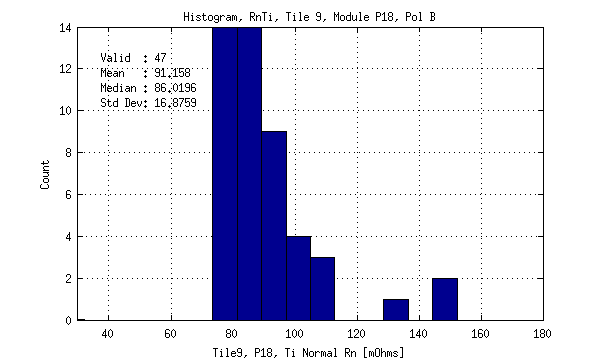 Histogram, RnTi, Tile 9, Module P18, Pol B
14
12
10
8
6
4
2
0
Count
Valid : 47
Mean : 91.158
Median : 86.0196
Std Dev: 16.8759
40 60 80 100 120 140 160 180
Tile9, P18, Ti Normal Rn [mOhms]